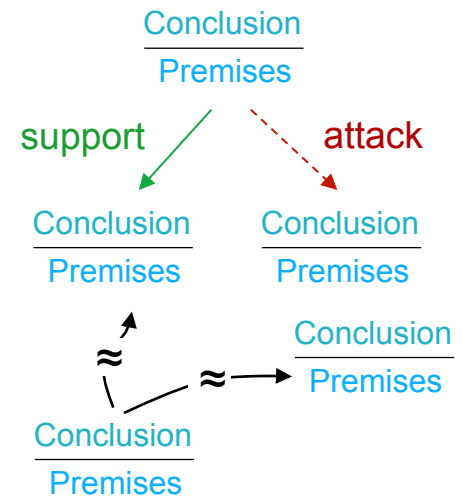 Conclusion
Premises
support
attack
Conclusion
Premises
Conclusion
Premises
≈
≈
Conclusion
Premises
Conclusion
Premises